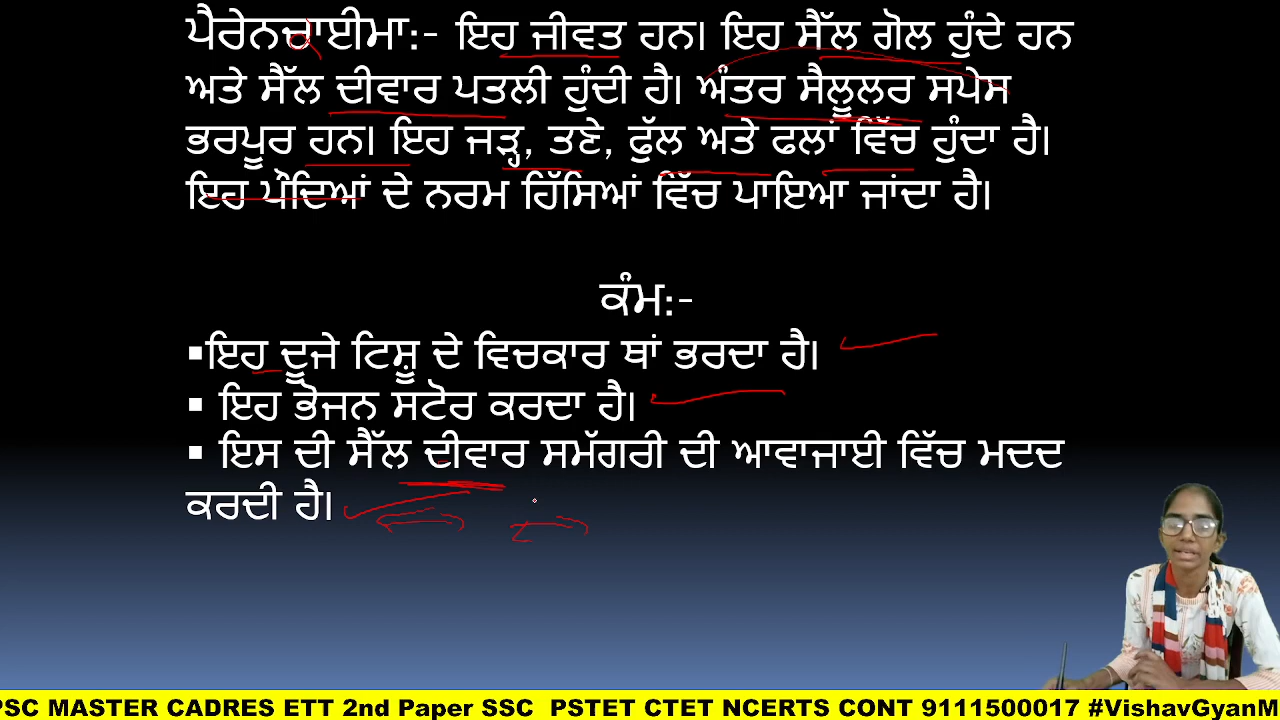 ਪੈਰੇਨਚਾਈਮਾ:- ਇਹ ਜੀਵਤ ਹਨ। ਇਹ ਸੈੱਲ ਗੋਲ ਹੁੰਦੇ ਹਨ
ਅਤੇ ਸੈੱਲ ਦੀਵਾਰ ਪਤਲੀ ਹੁੰਦੀ ਹੈ। ਅੰਤਰ ਸੈਲੂਲਰ ਸਪੇਸ
ਭਰਪੂਰ ਹਨ। ਇਹ ਜੜ੍ਹ, ਤਣੇ, ਫੁੱਲ ਅਤੇ ਫਲਾਂ ਵਿੱਚ ਹੁੰਦਾ ਹੈ।
ਇਹ ਪੌਦਿਆਂ ਦੇ ਨਰਮ ਹਿੱਸਿਆਂ ਵਿੱਚ ਪਾਇਆ ਜਾਂਦਾ ਹੈ।
ਕੰਮ:-
▪ਇਹ ਦੂਜੇ ਟਿਸ਼ੂ ਦੇ ਵਿਚਕਾਰ ਥਾਂ ਭਰਦਾ ਹੈ।
▪ ਇਹ ਭੋਜਨ ਸਟੋਰ ਕਰਦਾ ਹੈ।
▪ ਇਸ ਦੀ ਸੈੱਲ ਦੀਵਾਰ ਸਮੱਗਰੀ ਦੀ ਆਵਾਜਾਈ ਵਿੱਚ ਮਦਦ
ਕਰਦੀ ਹੈ।
PSC MASTER CADRES ETT 2nd Paper SSC PSTET CTET NCERTS CONT 9111500017 #VishavGyanM